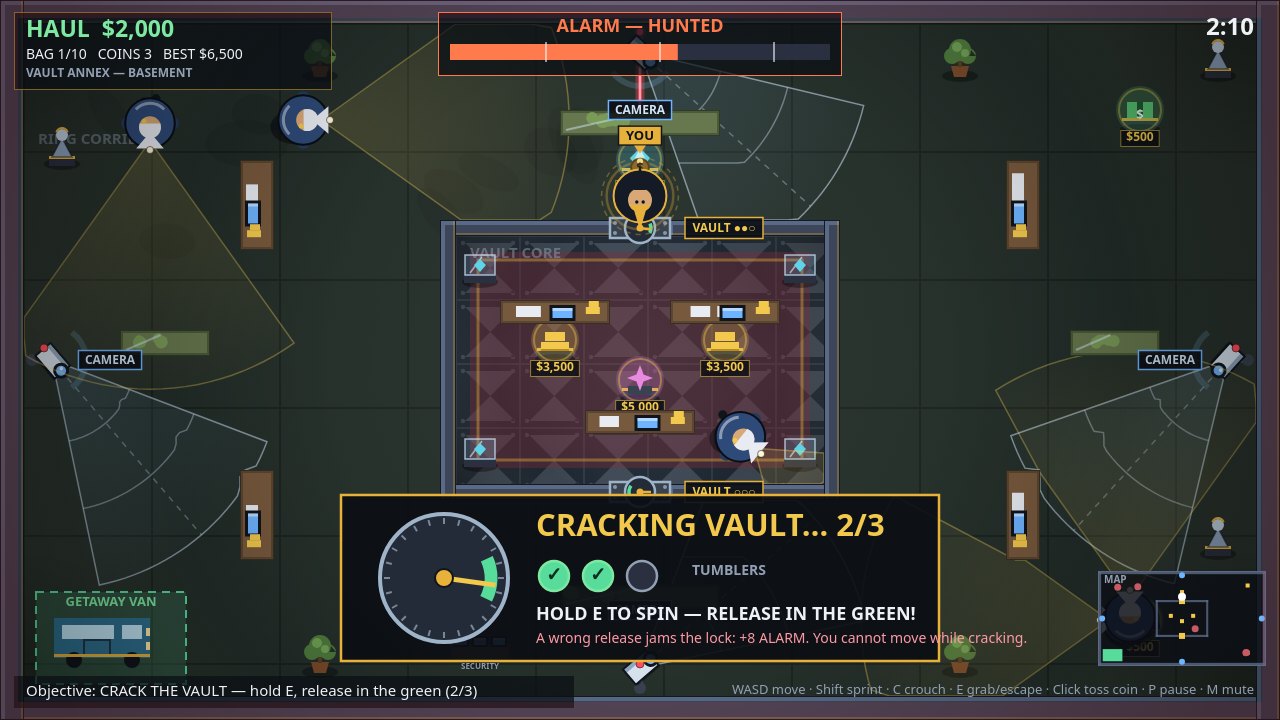 HAUL $2,000
BAG 1/10 COINS 3 BEST $6,500
VAULT ANNEX — BASEMENT
ALARM — HUNTED
2:10
CAMERA
YOU
$500
VAULT ●●○
VAULT CORE
$3,500
$3,500
$5 000
CAMERA
CAMERA
VAULT ○○○
CRACKING VAULT... 2/3
TUMBLERS
HOLD E TO SPIN — RELEASE IN THE GREEN!
A wrong release jams the lock: +8 ALARM. You cannot move while cracking.
SECURITY
GETAWAY VAN
MAP
$500
Objective: CRACK THE VAULT — hold E, release in the green (2/3)
WASD move · Shift sprint · C crouch · E grab/escape · Click toss coin · P pause · M mute